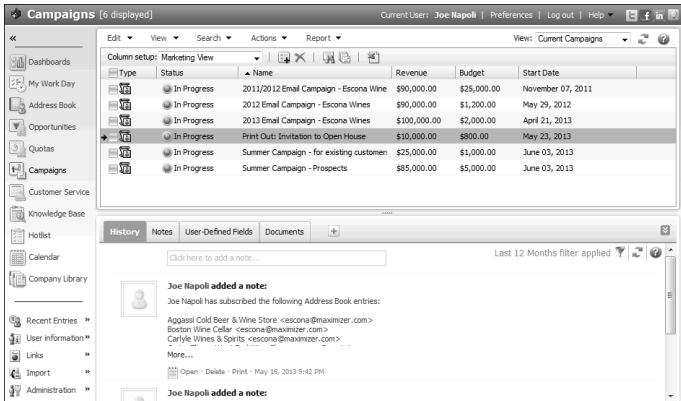 Campaigns [6 displayed]
Current User: Joe Napoli | Preferences | Log out | Help
«
Edit View Search Actions Report View: Current Campaigns
Column setup: Marketing View
Type Status Name Revenue Budget Start Date
In Progress 2011/2012 Email Campaign - Escona Wine $90,000.00 $25,000.00 November 07, 2011
In Progress 2012 Email Campaign - Escona Wines $90,000.00 $1,200.00 May 29, 2012
In Progress 2013 Email Campaign - Escona Wines $100,000.00 $2,000.00 April 21, 2013
In Progress Print Out: Invitation to Open House $10,000.00 $800.00 May 23, 2013
In Progress Summer Campaign - for existing customers $25,000.00 $1,000.00 June 03, 2013
In Progress Summer Campaign - Prospects $85,000.00 $5,000.00 June 03, 2013
Dashboards
My Work Day
Address Book
Opportunities
Quotas
Campaigns
Customer Service
Knowledge Base
Hotlist
Calendar
Company Library
Recent Entries »
User information »
Links »
Import »
Administration »
History Notes User-Defined Fields Documents +
Click here to add a note...
Last 12 Months filter applied
Joe Napoli added a note:
Joe Napoli has subscribed the following Address Book entries:
Aggassi Cold Beer & Wine Store <escona@maximizer.com>
Boston Wine Cellar <escona@maximizer.com>
Carlyle Wines & Spirits <escona@maximizer.com>
More...
Open · Delete · Print · May 16, 2013 9:42 PM
Joe Napoli added a note: